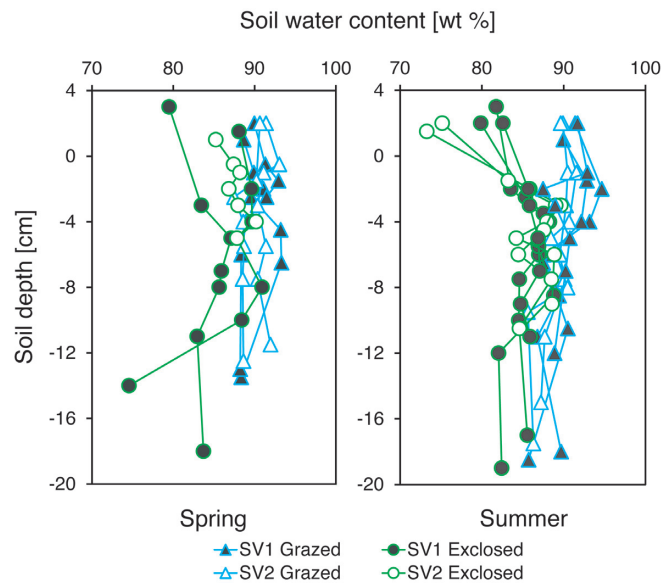 Soil water content [wt %]
70 80 90 100 70 80 90 100
4
0
-4
-8
-12
-16
-20
4
0
-4
-8
-12
-16
-20
Soil depth [cm]
Spring Summer
SV1 Grazed SV1 Exclosed
SV2 Grazed SV2 Exclosed